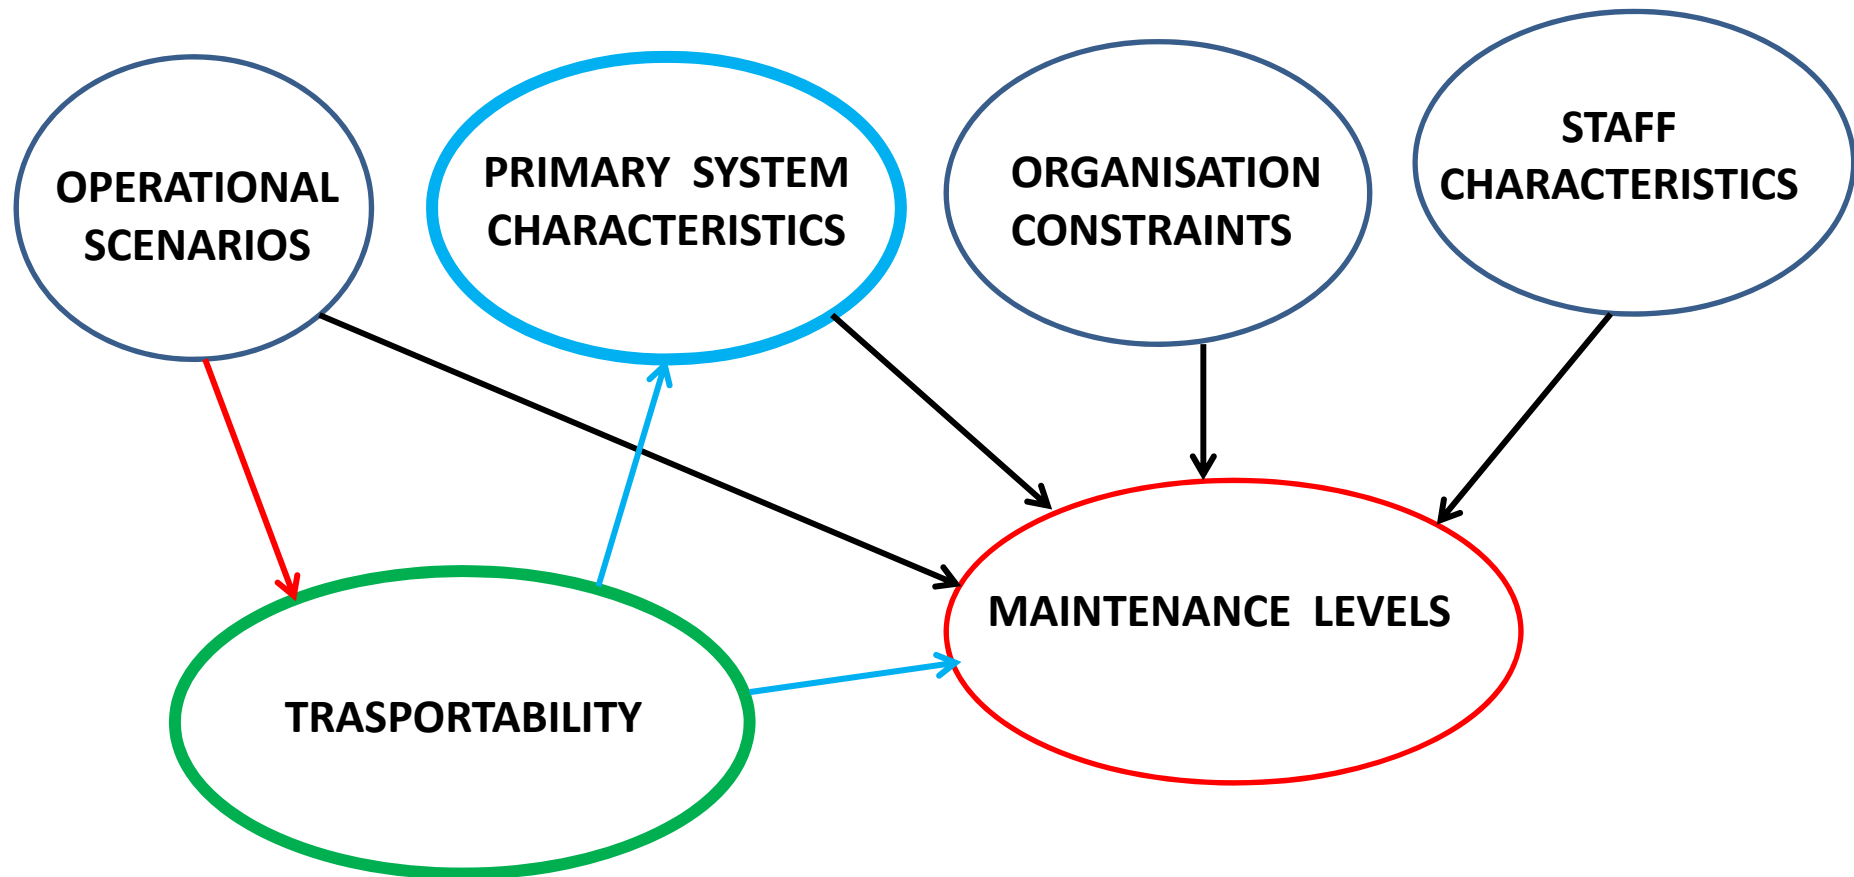 OPERATIONAL
SCENARIOS
PRIMARY SYSTEM
CHARACTERISTICS
ORGANISATION
CONSTRAINTS
STAFF
CHARACTERISTICS
MAINTENANCE LEVELS
TRASPORTABILITY